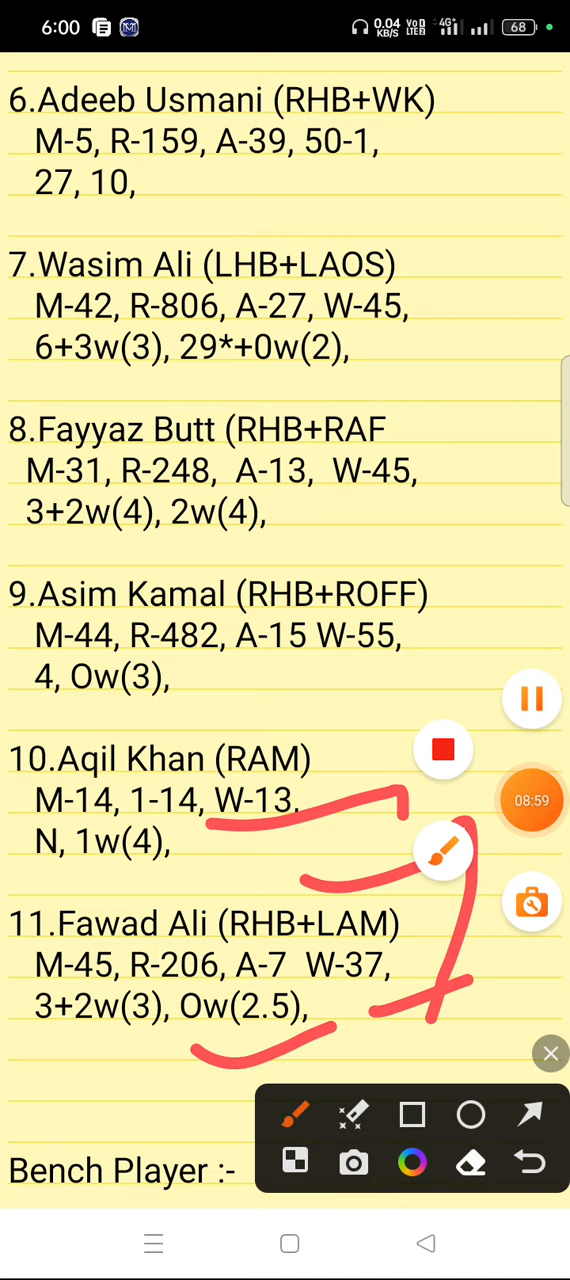 6:00 0.04 KB/S VoD LTE2 4G+ 68
6.Adeeb Usmani (RHB+WK)
M-5, R-159, A-39, 50-1,
27, 10,
7.Wasim Ali (LHB+LAOS)
M-42, R-806, A-27, W-45,
6+3w(3), 29*+0w(2),
8.Fayyaz Butt (RHB+RAF
M-31, R-248, A-13, W-45,
3+2w(4), 2w(4),
9.Asim Kamal (RHB+ROFF)
M-44, R-482, A-15 W-55,
4, Ow(3),
10.Aqil Khan (RAM)
M-14, 1-14, W-13.
N, 1w(4),
08:59
11.Fawad Ali (RHB+LAM)
M-45, R-206, A-7 W-37,
3+2w(3), Ow(2.5),
Bench Player :-